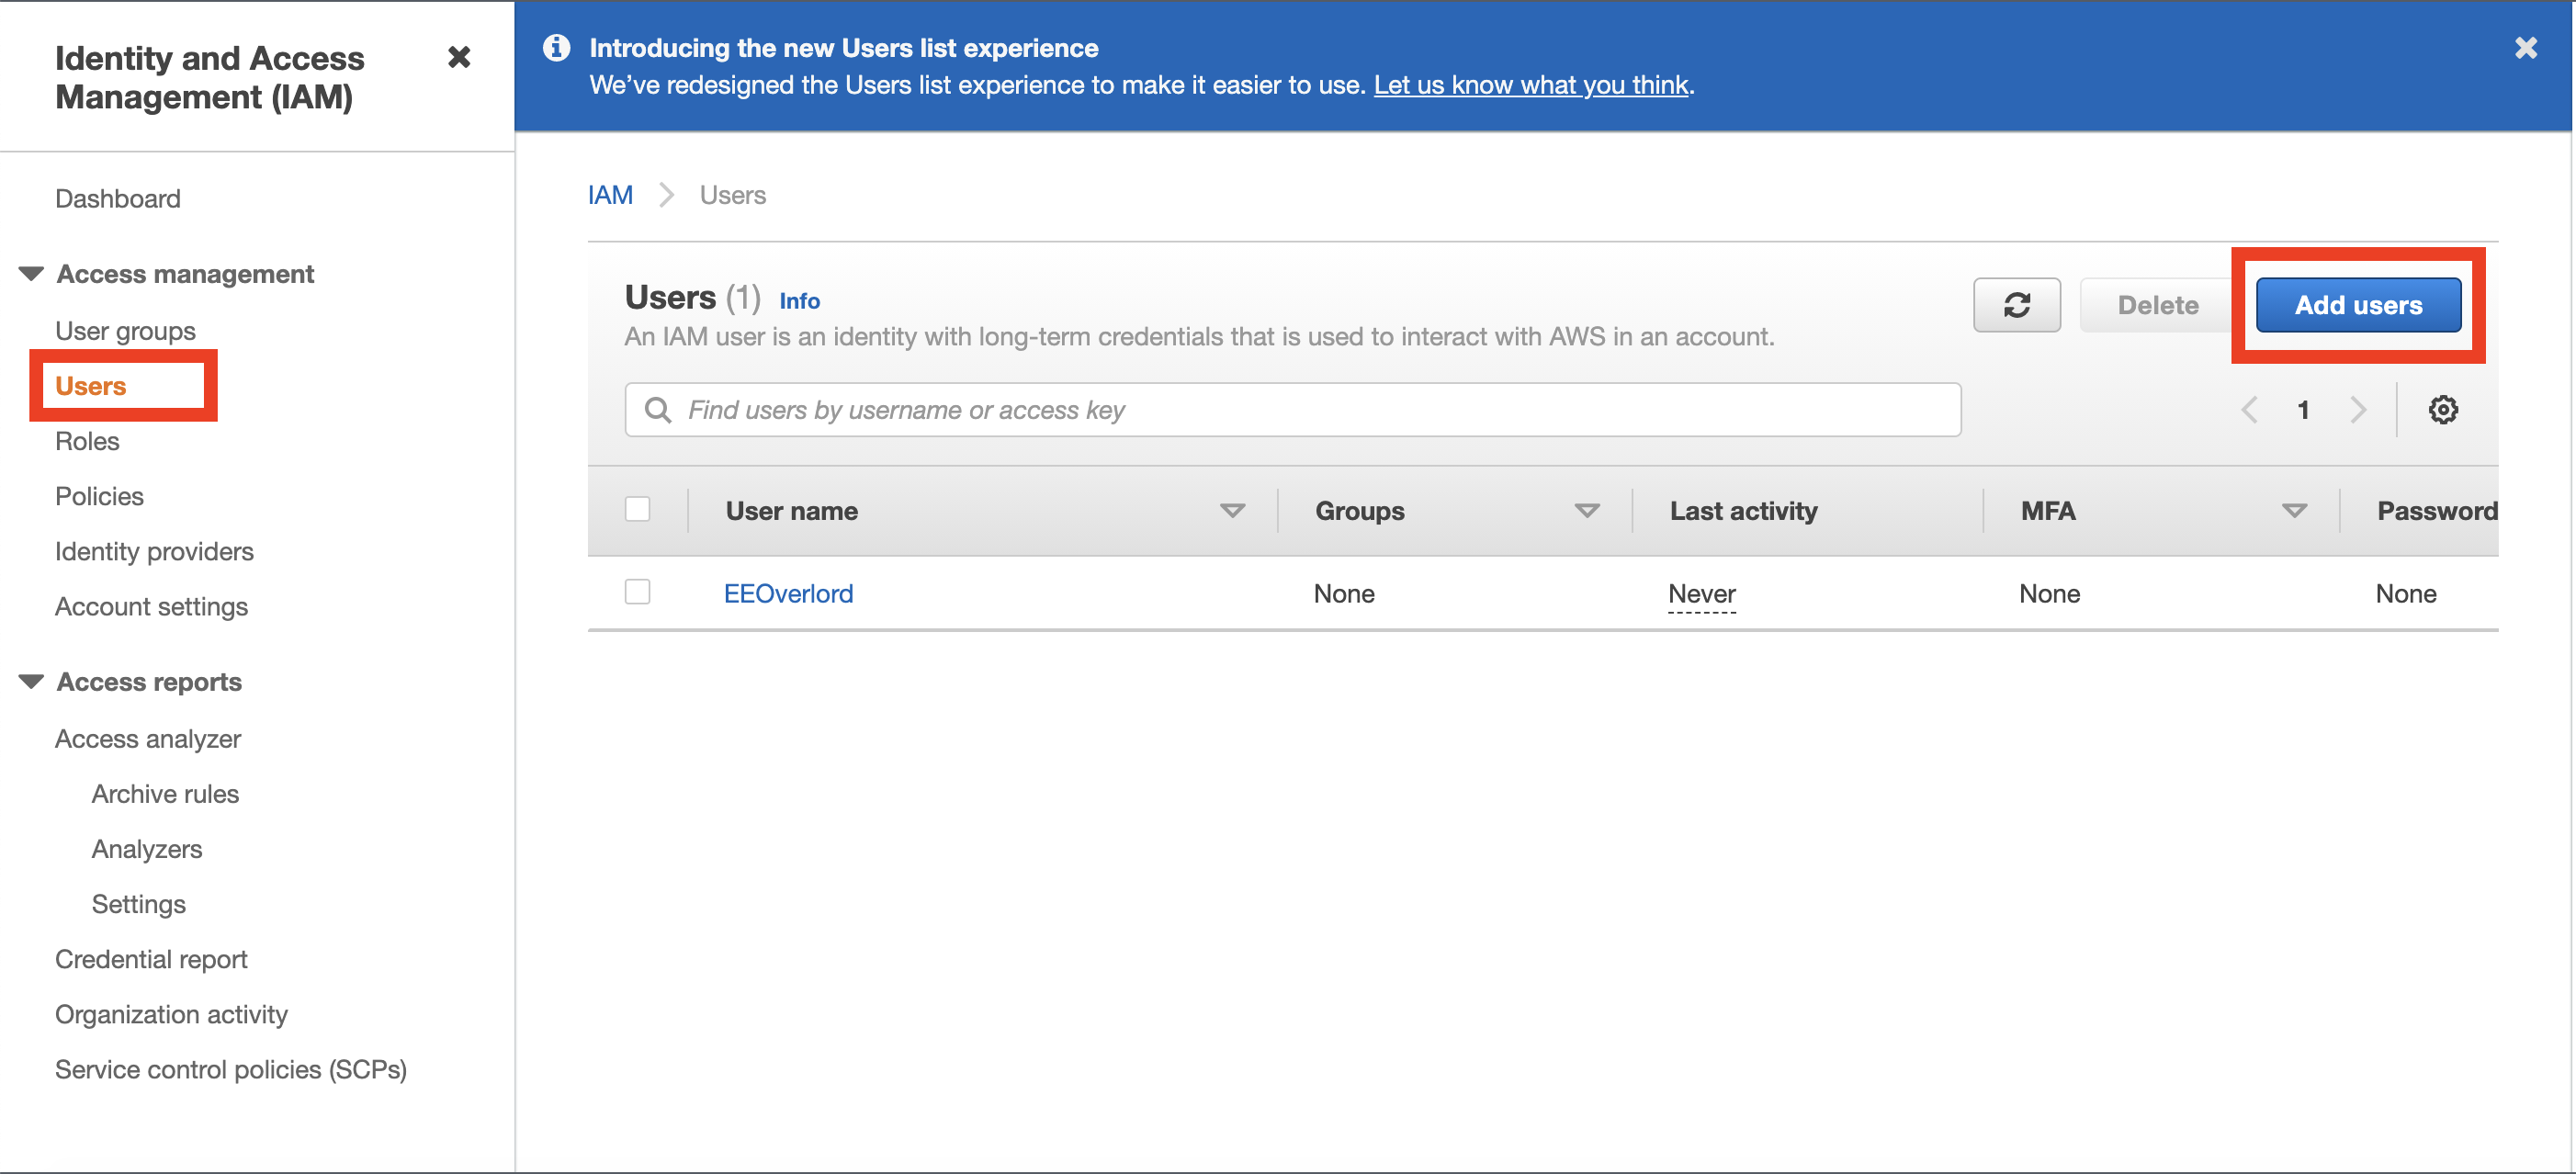 Identity and Access
Management (IAM)
Dashboard
Access management
User groups
Users
Roles
Policies
Identity providers
Account settings
Access reports
Access analyzer
Archive rules
Analyzers
Settings
Credential report
Organization activity
Service control policies (SCPs)
Introducing the new Users list experience
We’ve redesigned the Users list experience to make it easier to use. Let us know what you think.
IAM > Users
Users (1) Info
An IAM user is an identity with long-term credentials that is used to interact with AWS in an account.
Delete
Add users
Find users by username or access key
1
User name Groups Last activity MFA Password
EEOverlord None Never None None